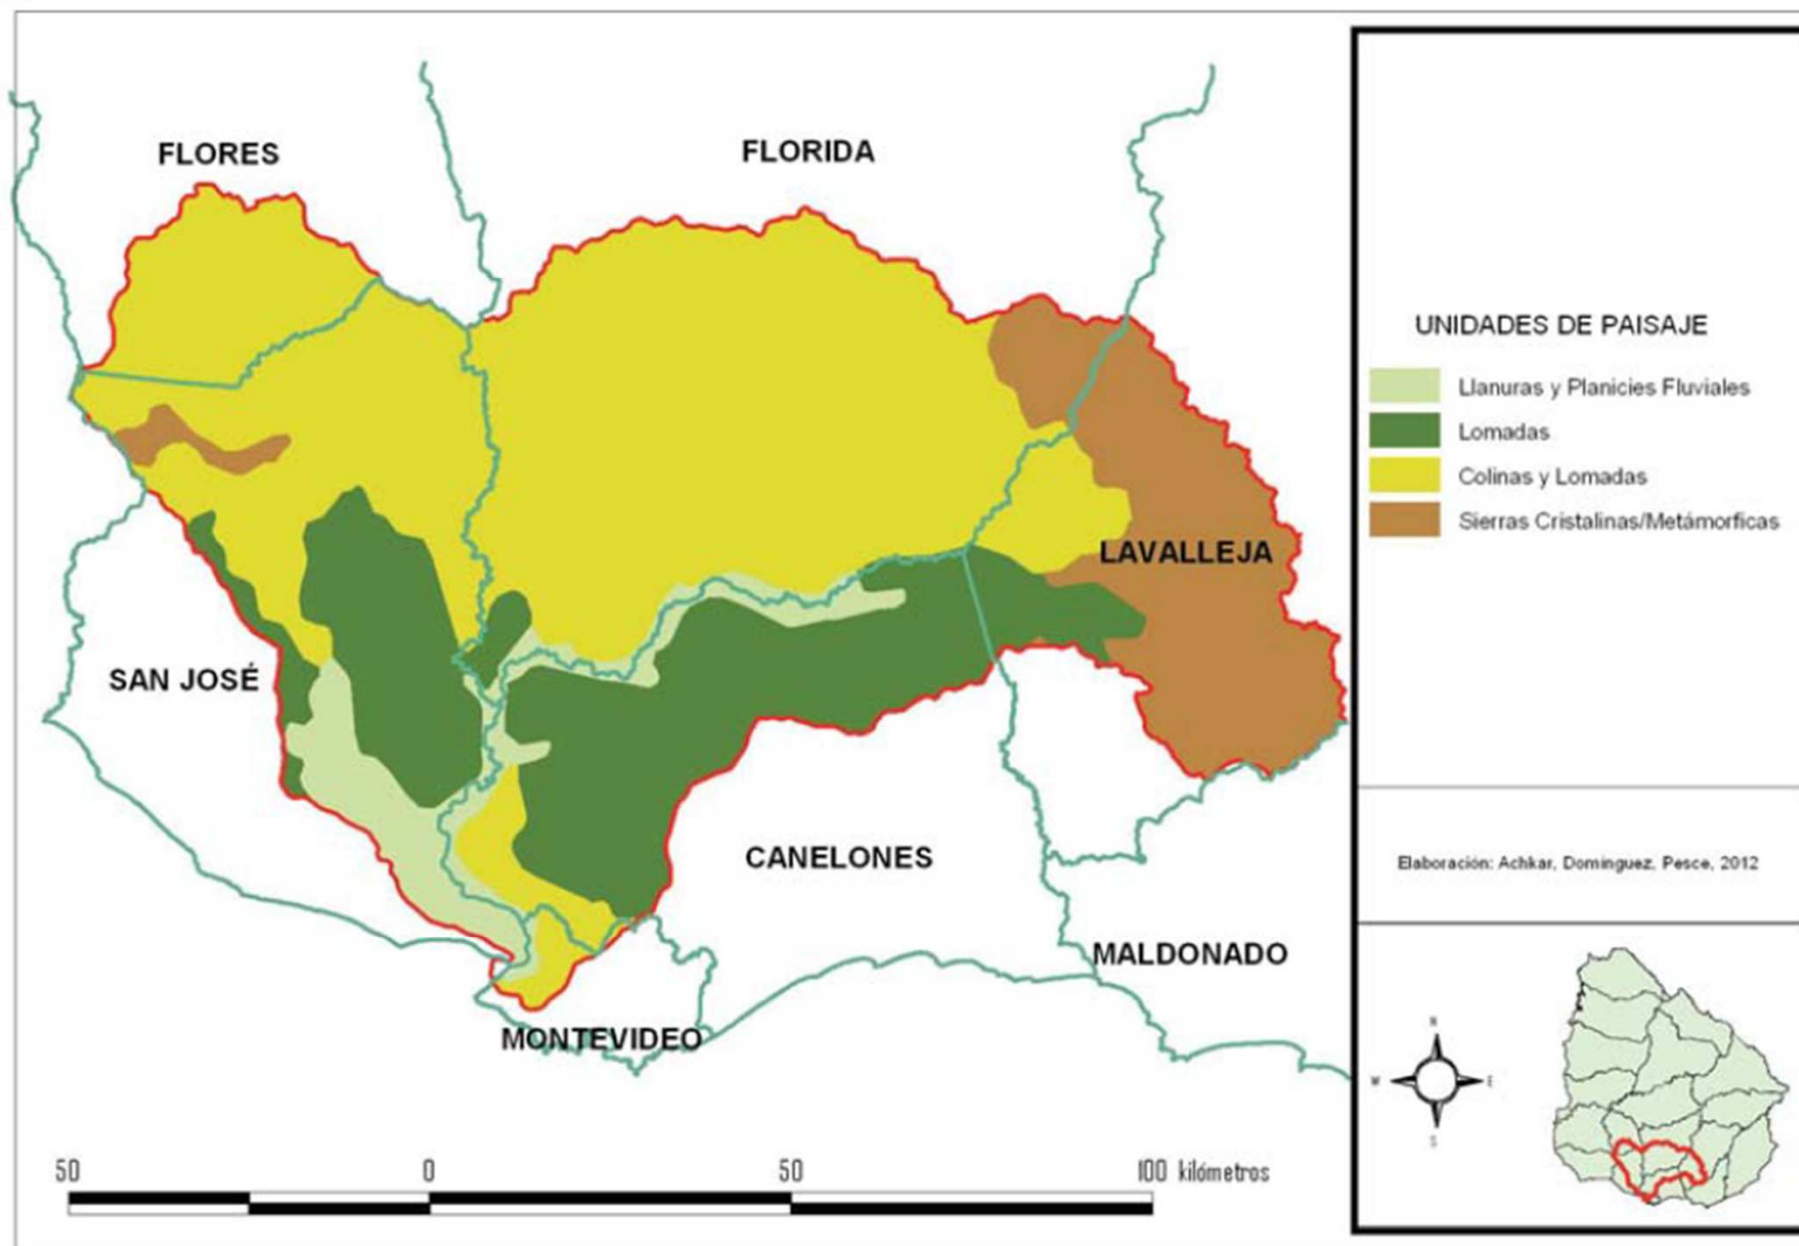 FLORES
FLORIDA
LAVALLEJA
SAN JOSÉ
CANELONES
MALDONADO
MONTEVIDEO
50 0 50 100 kilómetros
UNIDADES DE PAISAJE
Llanuras y Planicies Fluviales
Lomadas
Colinas y Lomadas
Sierras Cristalinas/Metámorficas
Elaboración: Achkar, Dominguez, Pesce, 2012
N
W E
S